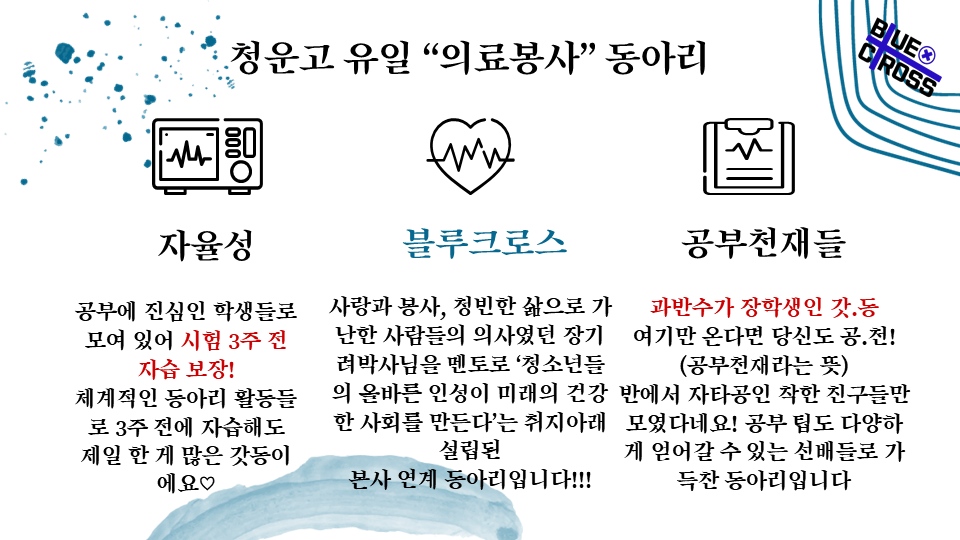 청운고 유일 “의료봉사” 동아리
BLUE
CROSS
자율성
블루크로스
공부천재들
공부에 진심인 학생들로
모여 있어 시험 3주 전
자습 보장!
체계적인 동아리 활동들
로 3주 전에 자습해도
제일 한 게 많은 갓동이
에요♡
사랑과 봉사, 청빈한 삶으로 가
난한 사람들의 의사였던 장기
려박사님을 멘토로 ‘청소년들
의 올바른 인성이 미래의 건강
한 사회를 만든다’는 취지아래
설립된
본사 연계 동아리입니다!!!
과반수가 장학생인 갓.동
여기만 온다면 당신도 공.천!
(공부천재라는 뜻)
반에서 자타공인 착한 친구들만
모였다네요! 공부 팁도 다양하
게 얻어갈 수 있는 선배들로 가
득찬 동아리입니다